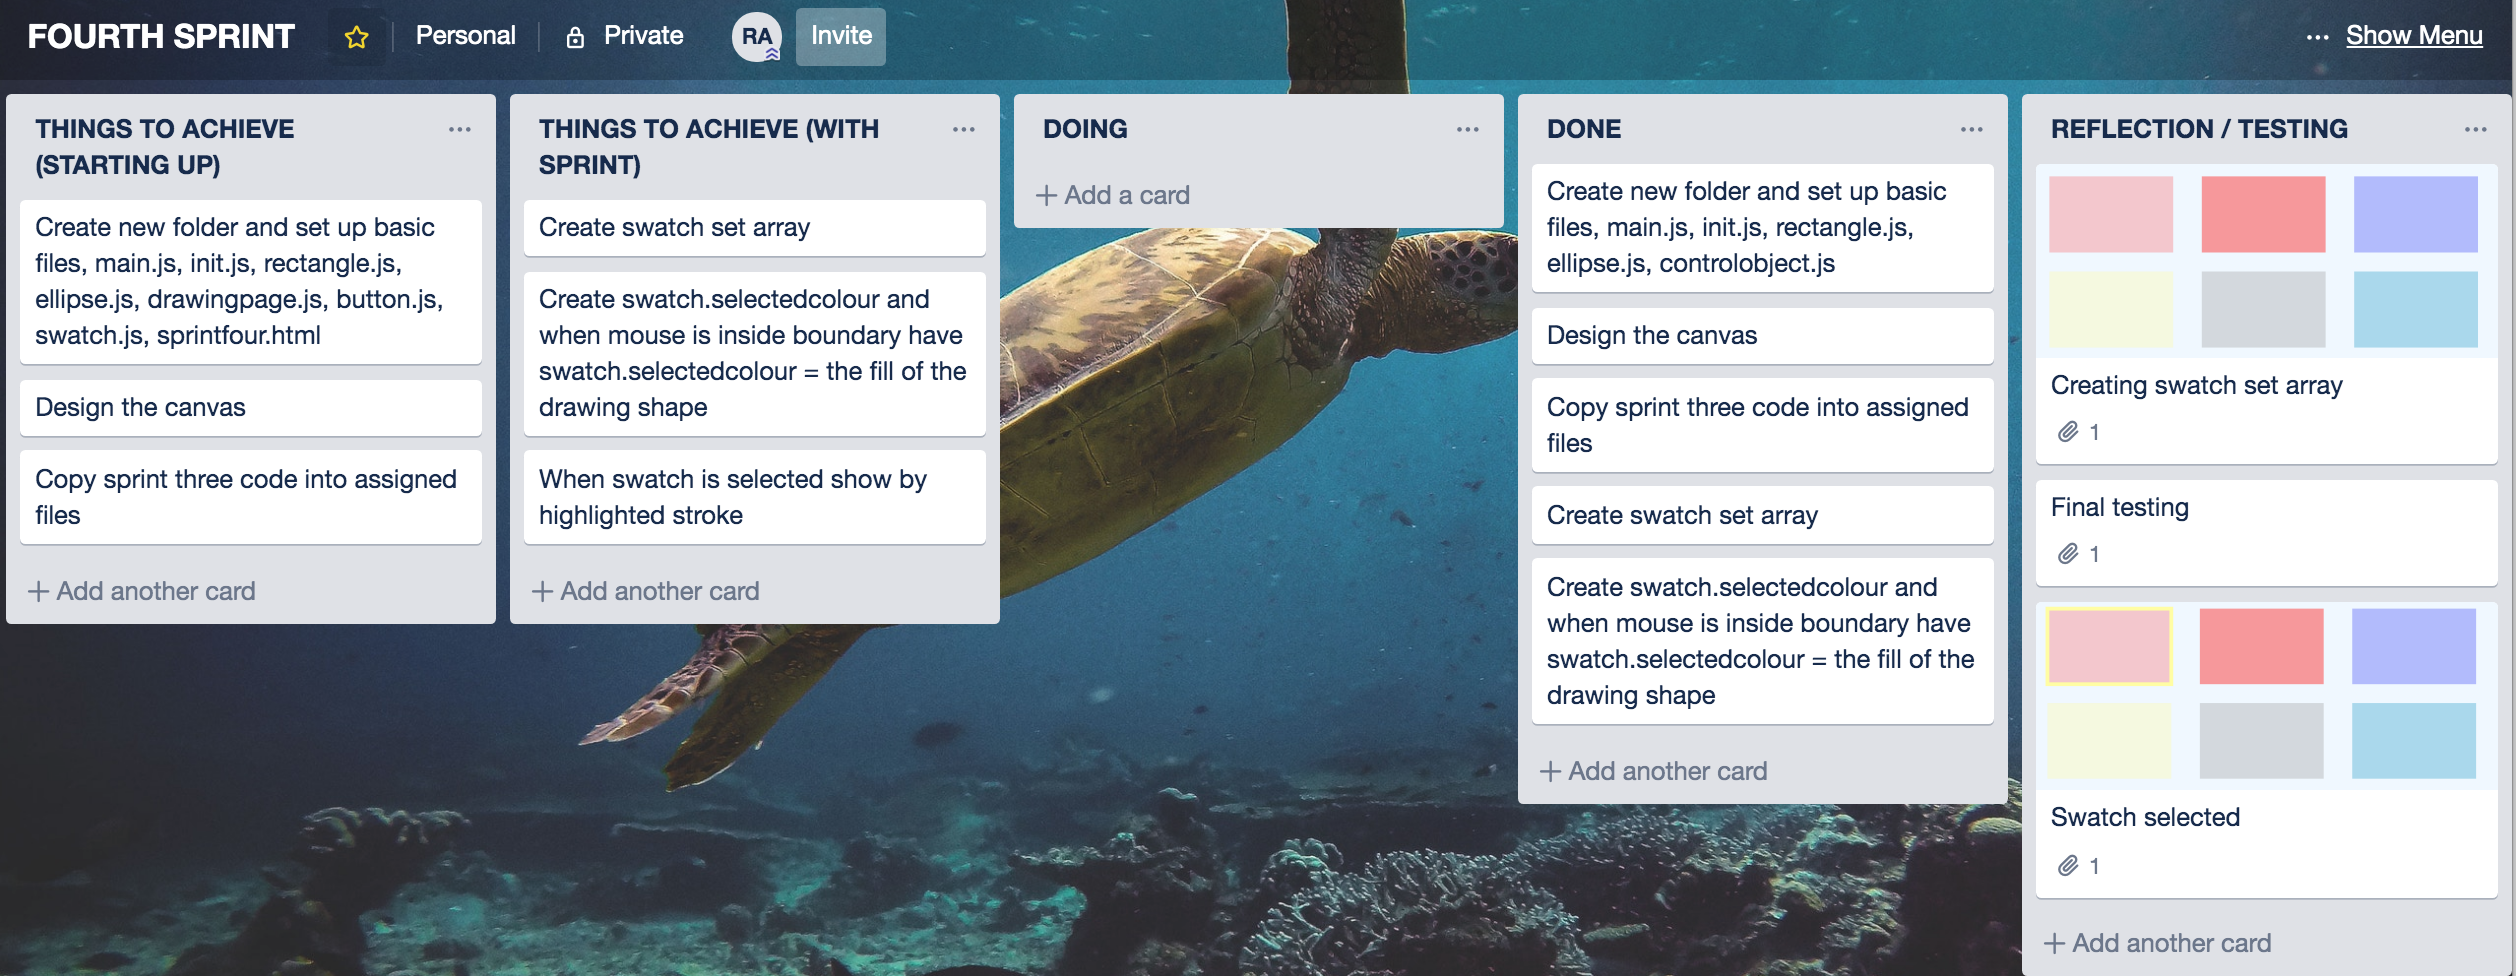 FOURTH SPRINT
Personal
Private
RA
Invite
... Show Menu
THINGS TO ACHIEVE
(STARTING UP)
Create new folder and set up basic
files, main.js, init.js, rectangle.js,
ellipse.js, drawingpage.js, button.js,
swatch.js, sprintfour.html
Design the canvas
Copy sprint three code into assigned
files
+ Add another card
THINGS TO ACHIEVE (WITH
SPRINT)
Create swatch set array
Create swatch.selectedcolour and
when mouse is inside boundary have
swatch.selectedcolour = the fill of the
drawing shape
When swatch is selected show by
highlighted stroke
+ Add another card
DOING
+ Add a card
DONE
Create new folder and set up basic
files, main.js, init.js, rectangle.js,
ellipse.js, controlobject.js
Design the canvas
Copy sprint three code into assigned
files
Create swatch set array
Create swatch.selectedcolour and
when mouse is inside boundary have
swatch.selectedcolour = the fill of the
drawing shape
+ Add another card
REFLECTION / TESTING
Creating swatch set array
1
Final testing
1
Swatch selected
1
+ Add another card